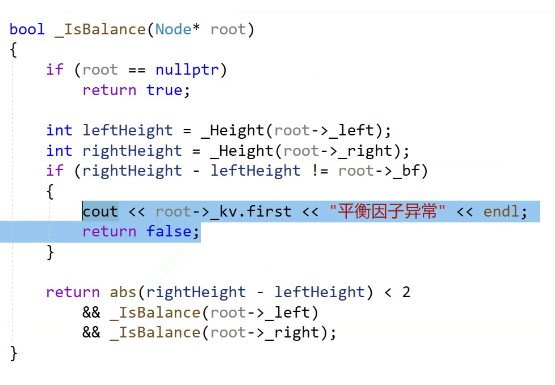 bool _IsBalance(Node* root)
{
    if (root == nullptr)
        return true;
    int leftHeight = _Height(root->_left);
    int rightHeight = _Height(root->_right);
    if (rightHeight - leftHeight != root->_bf)
    {
        cout << root->_kv.first << "平衡因子异常" << endl;
        return false;
    }
    return abs(rightHeight - leftHeight) < 2
        && _IsBalance(root->_left)
        && _IsBalance(root->_right);
}